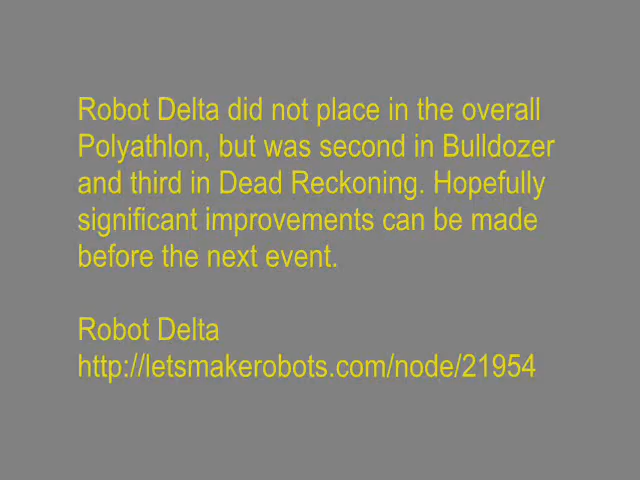 Robot Delta did not place in the overall
Polyathlon, but was second in Bulldozer
and third in Dead Reckoning. Hopefully
significant improvements can be made
before the next event.
Robot Delta
http://letsmakerobots.com/node/21954